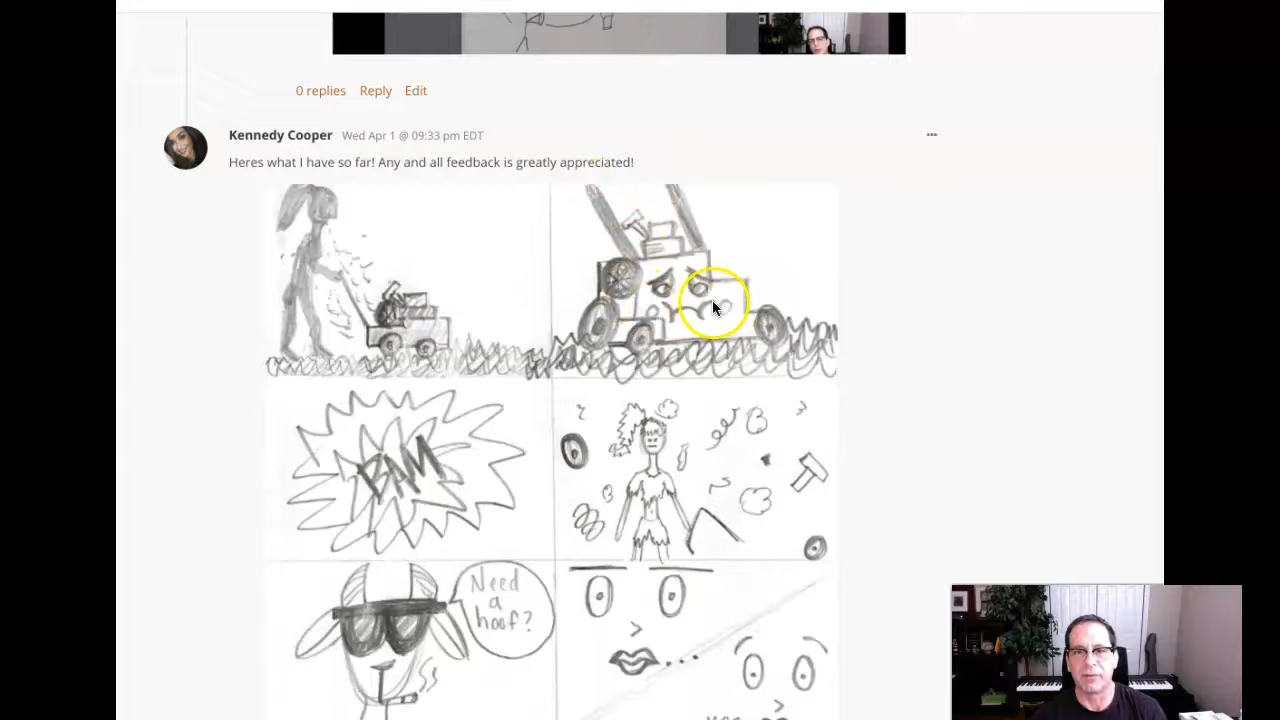 0 replies Reply Edit
Kennedy Cooper Wed Apr 1 @ 09:33 pm EDT
Heres what I have so far! Any and all feedback is greatly appreciated!
BAM
Need
a
hoof?